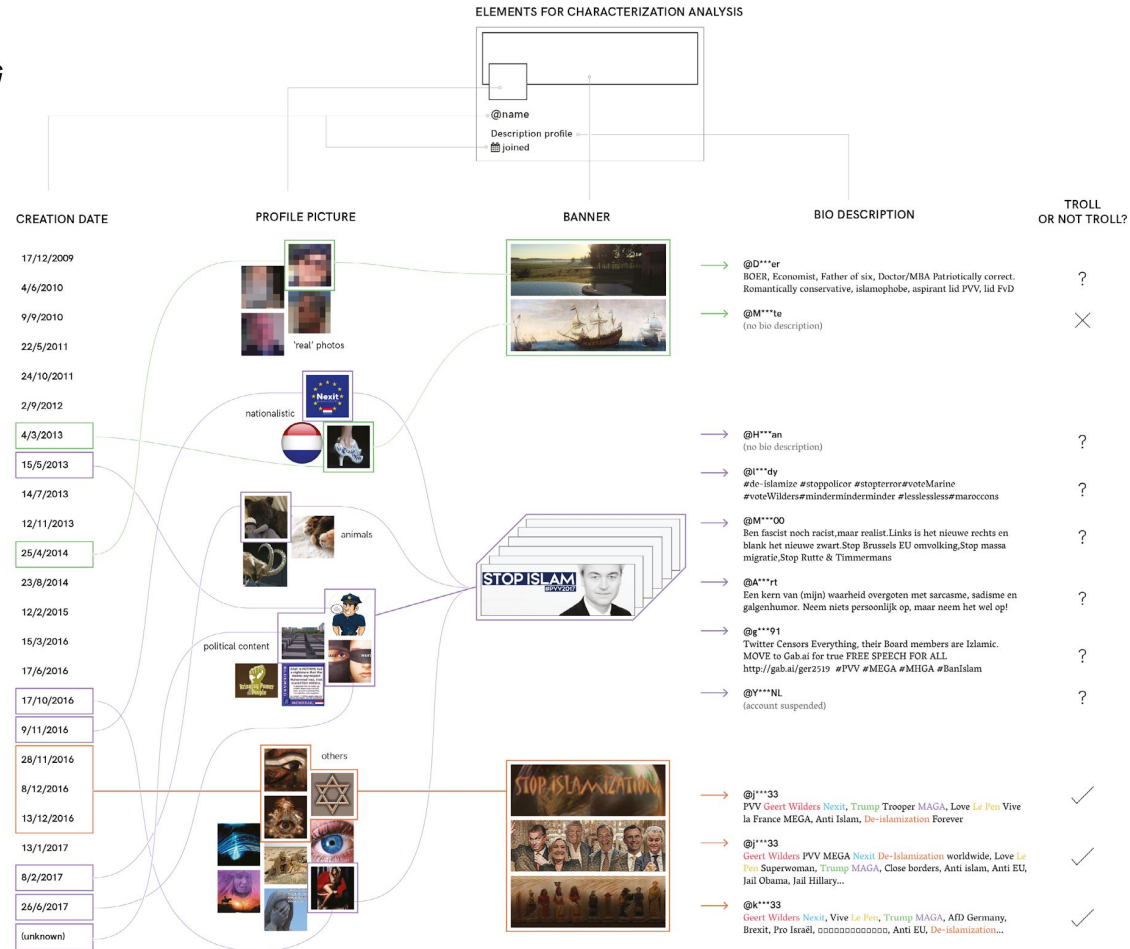 ELEMENTS FOR CHARACTERIZATION ANALYSIS
@name
Description profile
joined
CREATION DATE
PROFILE PICTURE
BANNER
BIO DESCRIPTION
TROLL
OR NOT TROLL?
17/12/2009
4/6/2010
9/9/2010
22/5/2011
24/10/2011
2/9/2012
4/3/2013
15/5/2013
14/7/2013
12/11/2013
25/4/2014
23/8/2014
12/2/2015
15/3/2016
17/6/2016
17/10/2016
9/11/2016
28/11/2016
8/12/2016
13/12/2016
13/1/2017
8/2/2017
26/6/2017
(unknown)
'real' photos
nationalistic
Nexit
animals
political content
others
STOP ISLAM
#PVV2017
STOP ISLAMIZATION
@D***er
BOER, Economist, Father of six, Doctor/MBA Patriotically correct.
Romantically conservative, islamophobe, aspirant lid PVV, lid FvD
?
@M***te
(no bio description)
@H***an
(no bio description)
?
@l***dy
#de-islamize #stoppolicor #stopterror#voteMarine
#voteWilders#minderminderminder #lesslessless#maroccons
?
@M***00
Ben fascist noch racist,maar realist.Links is het nieuwe rechts en
blank het nieuwe zwart.Stop Brussels EU omvolking,Stop massa
migratie,Stop Rutte & Timmermans
?
@A***rt
Een kern van (mijn) waarheid overgoten met sarcasme, sadisme en
galgenhumor. Neem niets persoonlijk op, maar neem het wel op!
?
@g***91
Twitter Censors Everything, their Board members are Izlamic.
MOVE to Gab.ai for true FREE SPEECH FOR ALL
http://gab.ai/ger2519 #PVV #MEGA #MHGA #BanIslam
?
@Y***NL
(account suspended)
?
@j***33
PVV Geert Wilders Nexit, Trump Trooper MAGA, Love Le Pen Vive
la France MEGA, Anti Islam, De-islamization Forever
@j***33
Geert Wilders PVV MEGA Nexit De-Islamization worldwide, Love Le
Pen Superwoman, Trump MAGA, Close borders, Anti islam, Anti EU,
Jail Obama, Jail Hillary...
@k***33
Geert Wilders Nexit, Vive Le Pen, Trump MAGA, AfD Germany,
Brexit, Pro Israël, □□□□□□□□□□□□□, Anti EU, De-islamization...